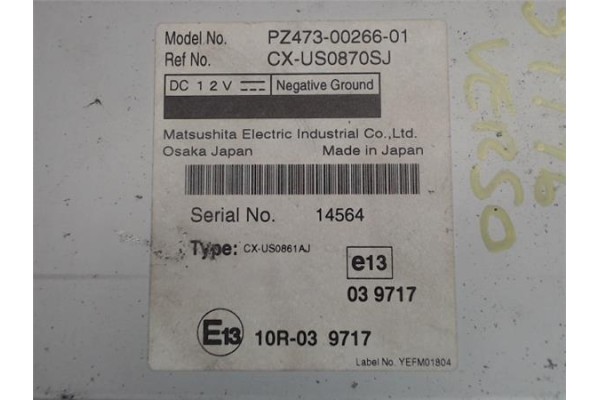 Model No. PZ473-00266-01
Ref No. CX-US0870SJ
DC 12V Negative Ground
Matsushita Electric Industrial Co., Ltd.
Osaka Japan Made in Japan
Serial No. 14564
Type: CX-US0861AJ
e13
03 9717
E13 10R-03 9717
Label No. YEFM01804
VERSO